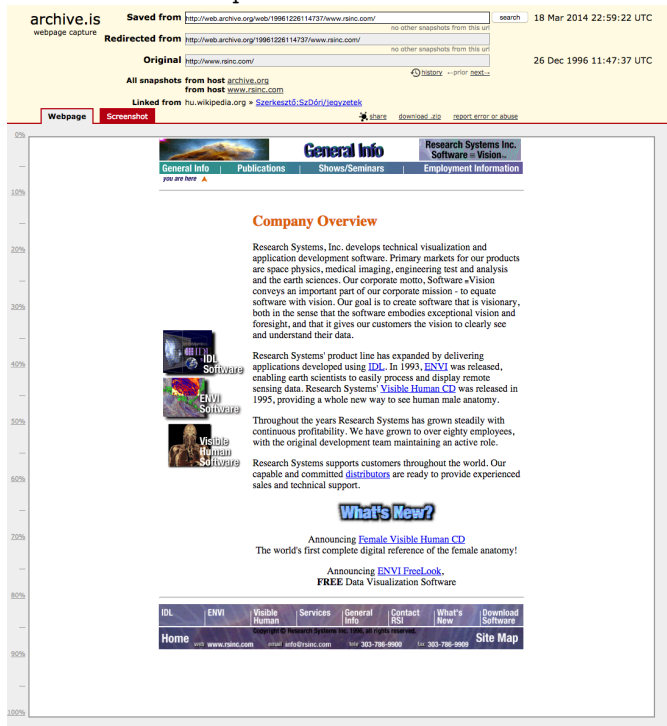 archive.is
webpage capture
Saved from http://web.archive.org/web/19961226114737/www.rsinc.com/ search 18 Mar 2014 22:59:22 UTC
no other snapshots from this url
Redirected from http://web.archive.org/19961226114737/www.rsinc.com/
no other snapshots from this url
Original http://www.rsinc.com/ 26 Dec 1996 11:47:37 UTC
history ←prior next→
All snapshots from host archive.org
from host www.rsinc.com
Linked from hu.wikipedia.org » Szerkesztő:SzDóri/jegyzetek
Webpage Screenshot share download .zip report error or abuse
0%
10%
20%
30%
40%
50%
60%
70%
80%
90%
100%
General Info
Research Systems Inc.
Software = Vision™
General Info | Publications | Shows/Seminars | Employment Information
you are here
Company Overview
Research Systems, Inc. develops technical visualization and
application development software. Primary markets for our products
are space physics, medical imaging, engineering test and analysis
and the earth sciences. Our corporate motto, Software =Vision
conveys an important part of our corporate mission - to equate
software with vision. Our goal is to create software that is visionary,
both in the sense that the software embodies exceptional vision and
foresight, and that it gives our customers the vision to clearly see
and understand their data.
IDL
Software
ENVI
Software
Visible
Human
Software
Research Systems' product line has expanded by delivering
applications developed using IDL. In 1993, ENVI was released,
enabling earth scientists to easily process and display remote
sensing data. Research Systems' Visible Human CD was released in
1995, providing a whole new way to see human male anatomy.
Throughout the years Research Systems has grown steadily with
continuous profitability. We have grown to over eighty employees,
with the original development team maintaining an active role.
Research Systems supports customers throughout the world. Our
capable and committed distributors are ready to provide experienced
sales and technical support.
What's New?
Announcing Female Visible Human CD
The world's first complete digital reference of the female anatomy!
Announcing ENVI FreeLook,
FREE Data Visualization Software
IDL | ENVI | Visible Human | Services | General Info | Contact RSI | What's New | Download Software
Copyright © Research Systems Inc. 1996, all rights reserved.
Home web www.rsinc.com email info@rsinc.com tele 303-786-9900 fax 303-786-9909 Site Map